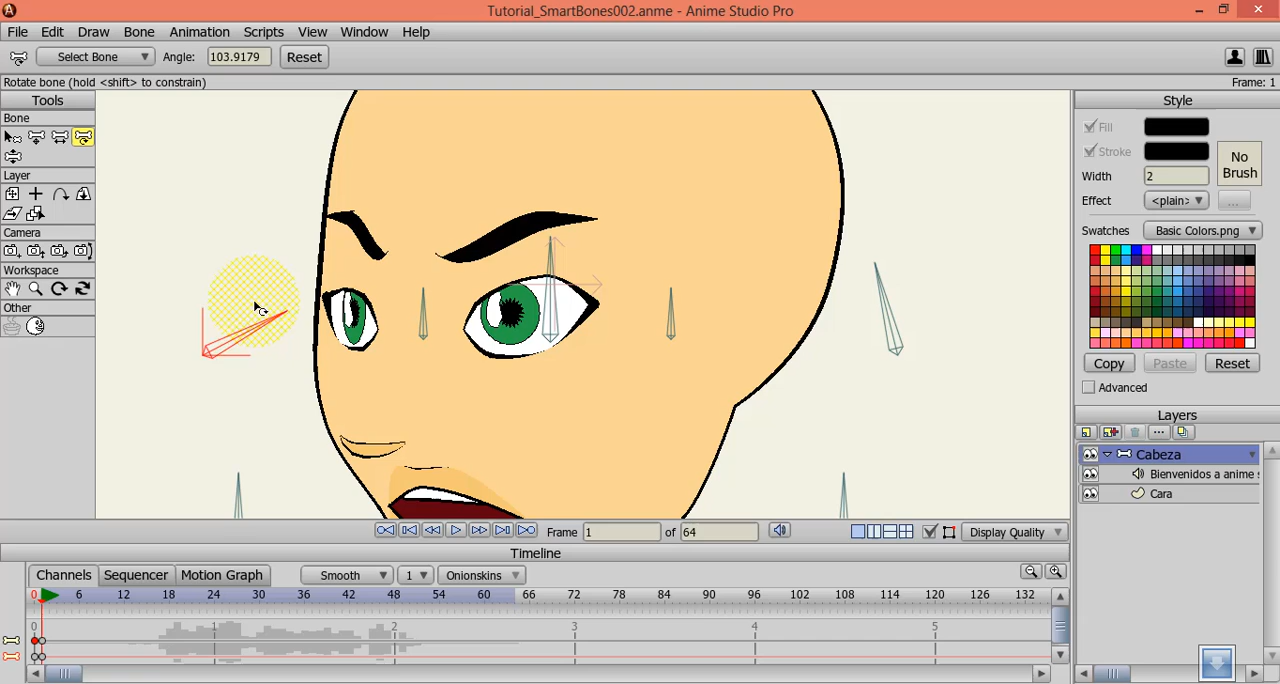 Tutorial_SmartBones002.anme - Anime Studio Pro
File Edit Draw Bone Animation Scripts View Window Help
Select Bone Angle: 103.9179 Reset
Rotate bone (hold <shift> to constrain) Frame: 1
Tools
Bone
Layer
Camera
Workspace
Other
Style
Fill
Stroke
No Brush
Width 2
Effect <plain> ...
Swatches Basic Colors.png
Copy Paste Reset
Advanced
Layers
Cabeza
Bienvenidos a anime s
Cara
Frame 1 of 64 Display Quality
Timeline
Channels Sequencer Motion Graph Smooth 1 Onionskins
0 6 12 18 24 30 36 42 48 54 60 66 72 78 84 90 96 102 108 114 120 126 132
0 1 2 3 4 5